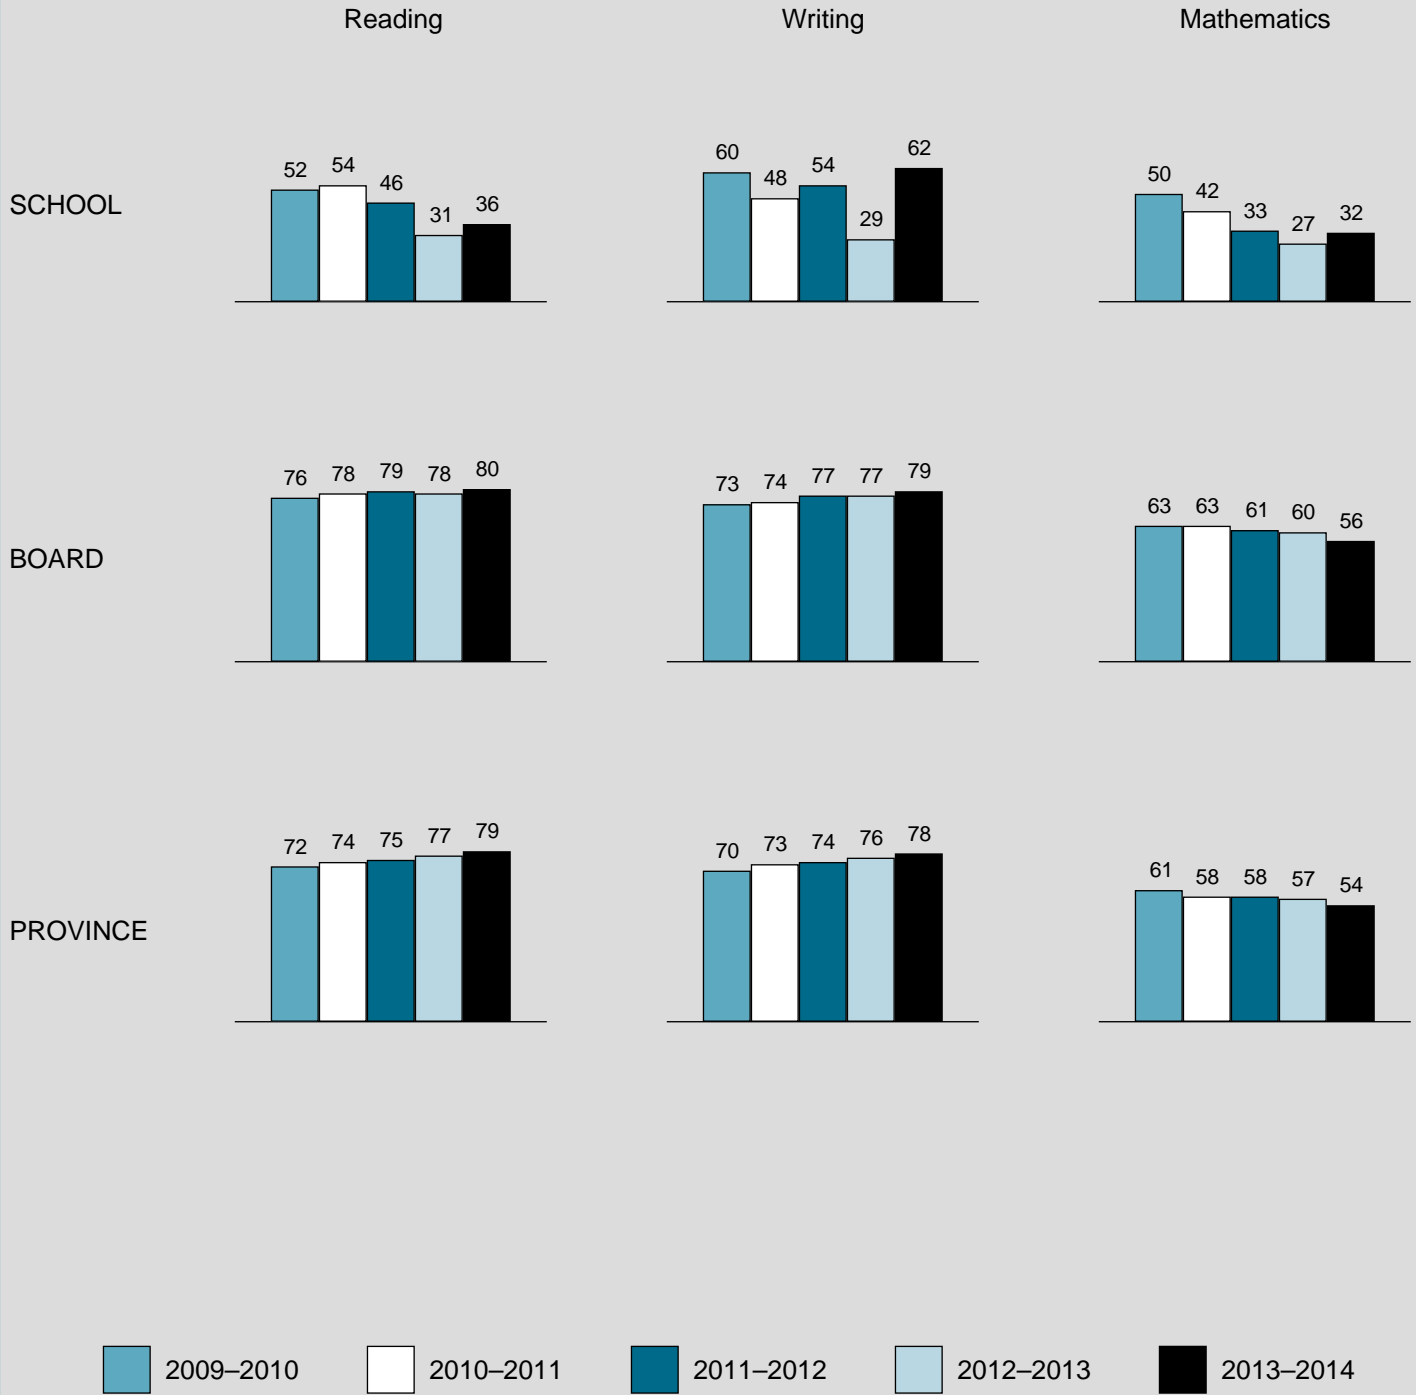 Reading Writing Mathematics
SCHOOL
52 54 46 31 36
60 48 54 29 62
50 42 33 27 32
BOARD
76 78 79 78 80
73 74 77 77 79
63 63 61 60 56
PROVINCE
72 74 75 77 79
70 73 74 76 78
61 58 58 57 54
2009–2010 2010–2011 2011–2012 2012–2013 2013–2014